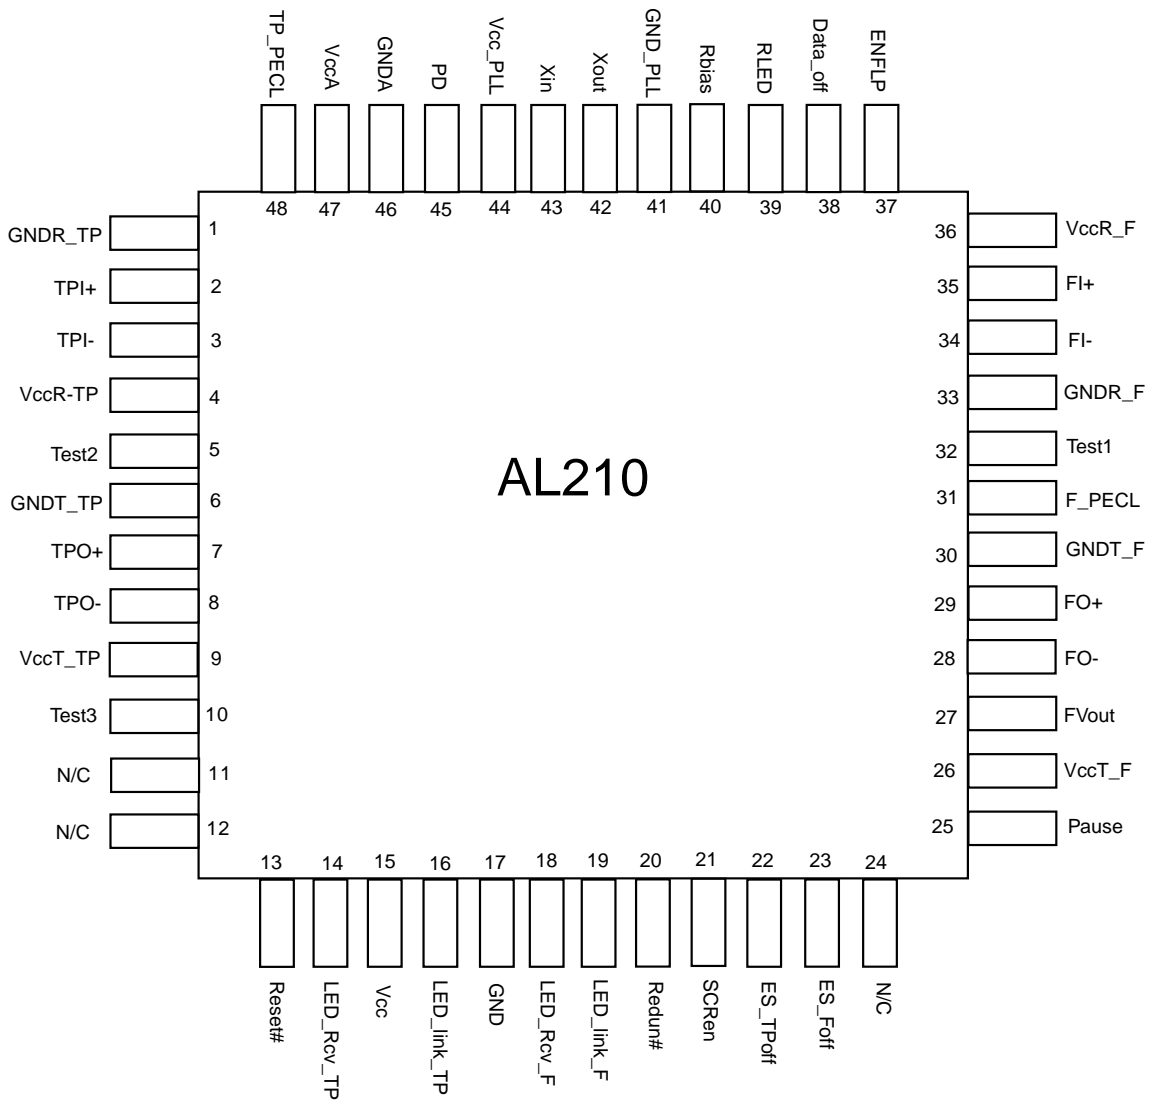 TP_PECL
VccA
GNDA
PD
Vcc_PLL
Xin
Xout
GND_PLL
Rbias
RLED
Data_off
ENFLP
48
47
46
45
44
43
42
41
40
39
38
37
GNDR_TP 1
TPI+ 2
TPI- 3
VccR-TP 4
Test2 5
GNDT_TP 6
TPO+ 7
TPO- 8
VccT_TP 9
Test3 10
N/C 11
N/C 12
AL210
36 VccR_F
35 FI+
34 FI-
33 GNDR_F
32 Test1
31 F_PECL
30 GNDT_F
29 FO+
28 FO-
27 FVout
26 VccT_F
25 Pause
13
14
15
16
17
18
19
20
21
22
23
24
Reset#
LED_Rcv_TP
Vcc
LED_link_TP
GND
LED_Rcv_F
LED_link_F
Redun#
SCRen
ES_TPoff
ES_Foff
N/C